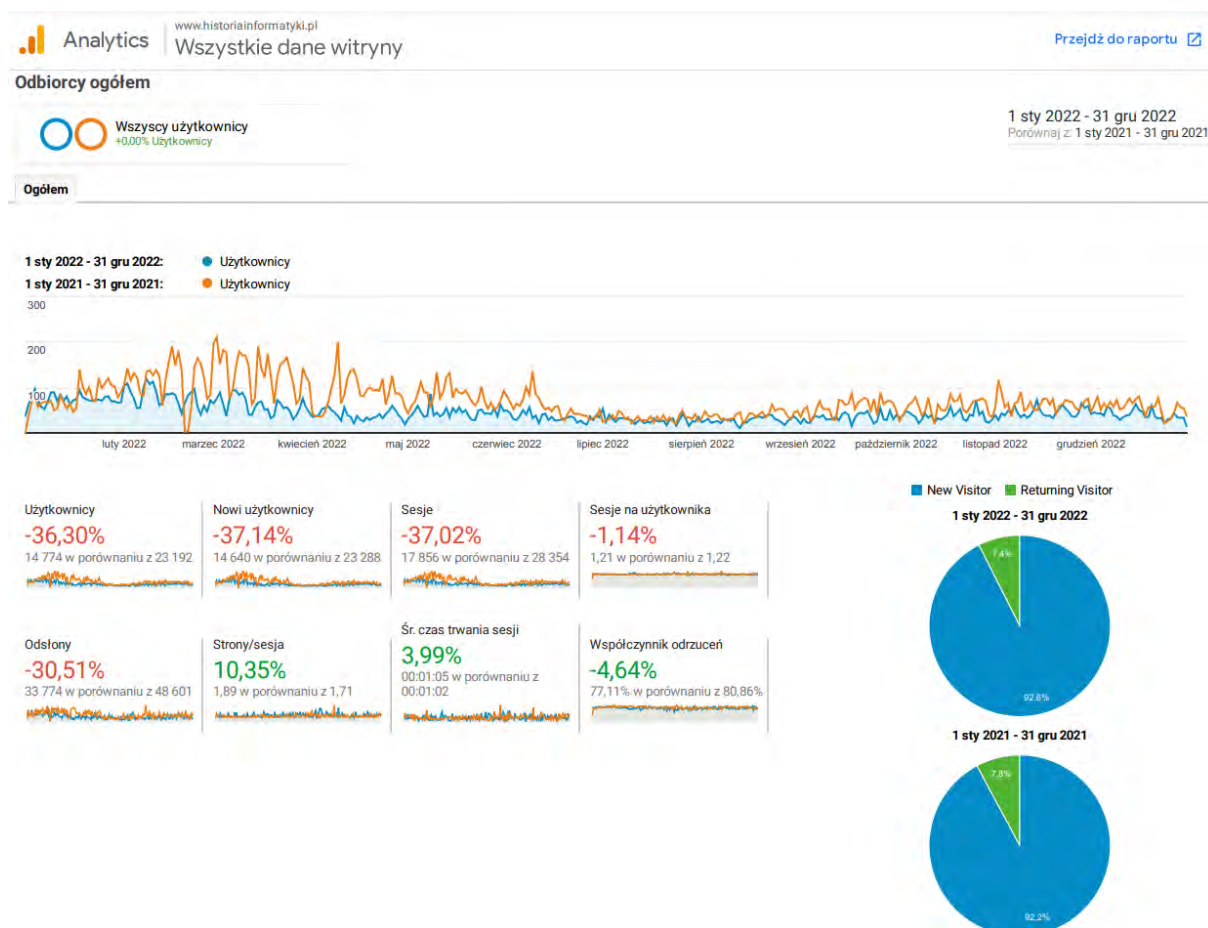 www.historiainformatyki.pl
Analytics
Wszystkie dane witryny
Przejdź do raportu
Odbiorcy ogółem
Wszyscy użytkownicy
+0,00% Użytkownicy
1 sty 2022 - 31 gru 2022
Porównaj z: 1 sty 2021 - 31 gru 2021
Ogółem
1 sty 2022 - 31 gru 2022: Użytkownicy
1 sty 2021 - 31 gru 2021: Użytkownicy
300
200
100
luty 2022 marzec 2022 kwiecień 2022 maj 2022 czerwiec 2022 lipiec 2022 sierpień 2022 wrzesień 2022 październik 2022 listopad 2022 grudzień 2022
Użytkownicy
-36,30%
14 774 w porównaniu z 23 192
Nowi użytkownicy
-37,14%
14 640 w porównaniu z 23 288
Sesje
-37,02%
17 856 w porównaniu z 28 354
Sesje na użytkownika
-1,14%
1,21 w porównaniu z 1,22
Odsłony
-30,51%
33 774 w porównaniu z 48 601
Strony/sesja
10,35%
1,89 w porównaniu z 1,71
Śr. czas trwania sesji
3,99%
00:01:05 w porównaniu z
00:01:02
Współczynnik odrzuceń
-4,64%
77,11% w porównaniu z 80,86%
New Visitor Returning Visitor
1 sty 2022 - 31 gru 2022
7,4%
92,6%
1 sty 2021 - 31 gru 2021
7,8%
92,2%